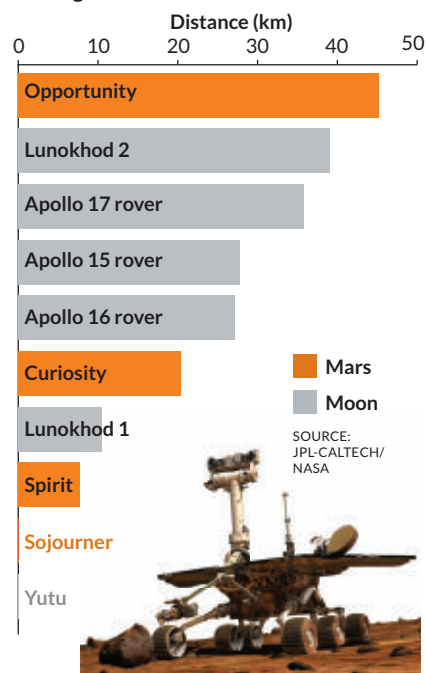 Distance (km)
0 10 20 30 40 50
Opportunity
Lunokhod 2
Apollo 17 rover
Apollo 15 rover
Apollo 16 rover
Curiosity
Lunokhod 1
Spirit
Sojourner
Yutu
Mars
Moon
SOURCE:
JPL-CALTECH/
NASA